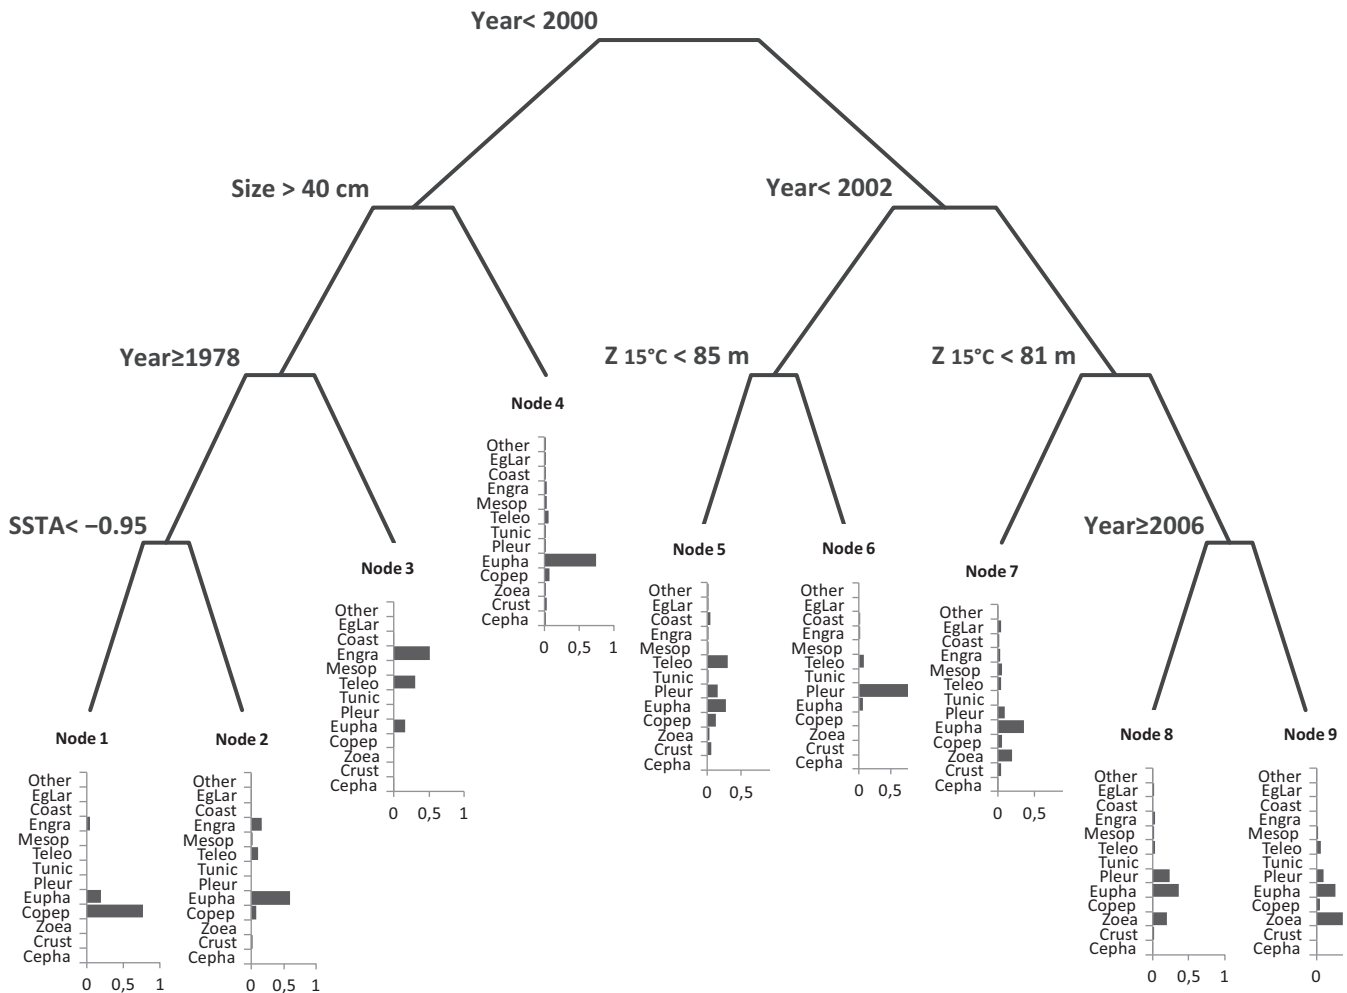 Year< 2000
Size > 40 cm
Year< 2002
Year≥1978
Z 15°C < 85 m
Z 15°C < 81 m
SSTA< −0.95
Year≥2006
Node 4
Other
EgLar
Coast
Engra
Mesop
Teleo
Tunic
Pleur
Eupha
Copep
Zoea
Crust
Cepha
0 0,5 1
Node 3
Other
EgLar
Coast
Engra
Mesop
Teleo
Tunic
Pleur
Eupha
Copep
Zoea
Crust
Cepha
0 0,5 1
Node 5
Other
EgLar
Coast
Engra
Mesop
Teleo
Tunic
Pleur
Eupha
Copep
Zoea
Crust
Cepha
0 0,5
Node 6
Other
EgLar
Coast
Engra
Mesop
Teleo
Tunic
Pleur
Eupha
Copep
Zoea
Crust
Cepha
0 0,5
Node 7
Other
EgLar
Coast
Engra
Mesop
Teleo
Tunic
Pleur
Eupha
Copep
Zoea
Crust
Cepha
0 0,5
Node 1
Other
EgLar
Coast
Engra
Mesop
Teleo
Tunic
Pleur
Eupha
Copep
Zoea
Crust
Cepha
0 0,5 1
Node 2
Other
EgLar
Coast
Engra
Mesop
Teleo
Tunic
Pleur
Eupha
Copep
Zoea
Crust
Cepha
0 0,5 1
Node 8
Other
EgLar
Coast
Engra
Mesop
Teleo
Tunic
Pleur
Eupha
Copep
Zoea
Crust
Cepha
0 0,5 1
Node 9
Other
EgLar
Coast
Engra
Mesop
Teleo
Tunic
Pleur
Eupha
Copep
Zoea
Crust
Cepha
0